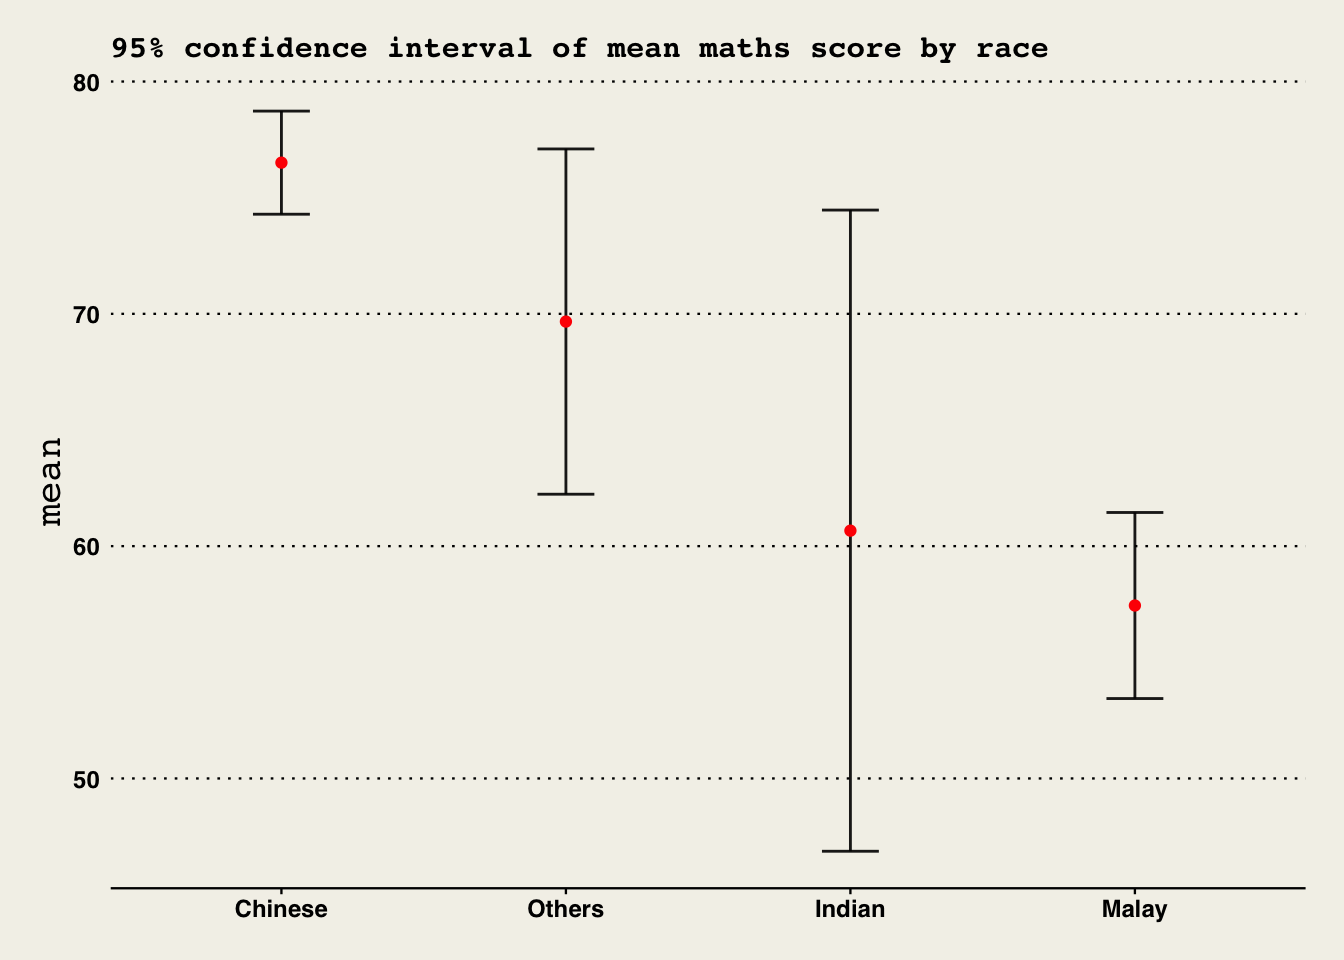 95% confidence interval of mean maths score by race
80
70
60
50
mean
Chinese Others Indian Malay